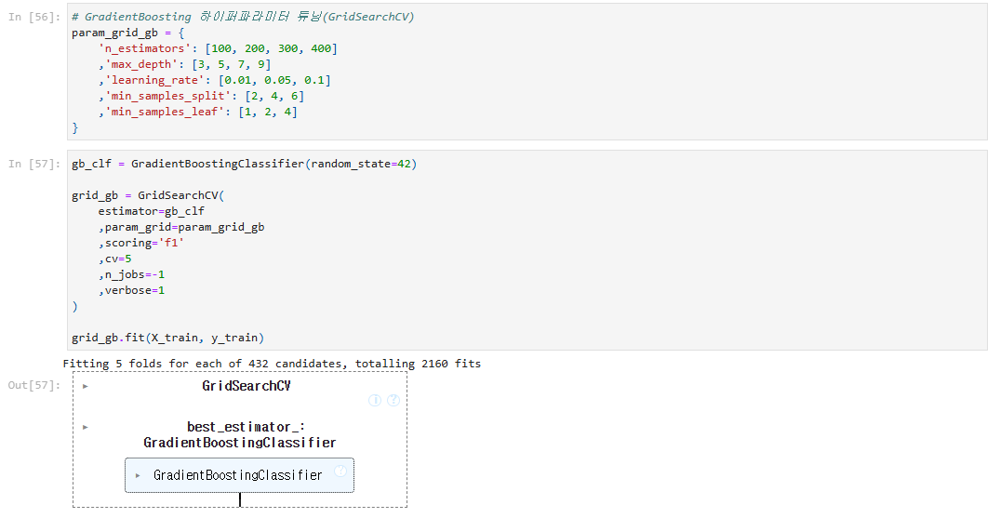 In [56]: # GradientBoosting 하이퍼파라미터 튜닝(GridSearchCV)
param_grid_gb = {
    'n_estimators': [100, 200, 300, 400]
    ,'max_depth': [3, 5, 7, 9]
    ,'learning_rate': [0.01, 0.05, 0.1]
    ,'min_samples_split': [2, 4, 6]
    ,'min_samples_leaf': [1, 2, 4]
}
In [57]: gb_clf = GradientBoostingClassifier(random_state=42)
grid_gb = GridSearchCV(
    estimator=gb_clf
    ,param_grid=param_grid_gb
    ,scoring='f1'
    ,cv=5
    ,n_jobs=-1
    ,verbose=1
)
grid_gb.fit(X_train, y_train)
Fitting 5 folds for each of 432 candidates, totalling 2160 fits
Out[57]: ▸ GridSearchCV
i ?
▸ best_estimator_:
GradientBoostingClassifier
▸ GradientBoostingClassifier ?